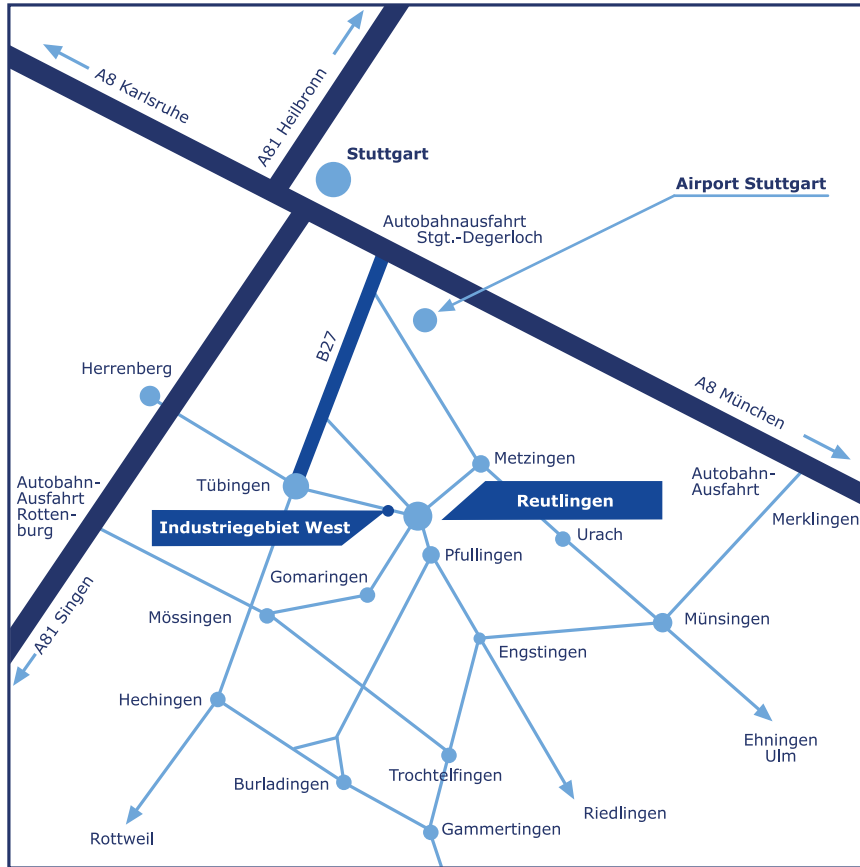 A8 Karlsruhe
A81 Heilbronn
Stuttgart
Airport Stuttgart
Autobahnausfahrt
Stgt.-Degerloch
B27
Herrenberg
A8 München
Metzingen
Autobahn-
Ausfahrt
Merklingen
Autobahn-
Ausfahrt
Rotten-
burg
Tübingen
Reutlingen
Industriegebiet West
Urach
Pfullingen
Gomaringen
Mössingen
Münsingen
A81 Singen
Engstingen
Hechingen
Ehningen
Ulm
Burladingen
Trochtelfingen
Riedlingen
Rottweil
Gammertingen